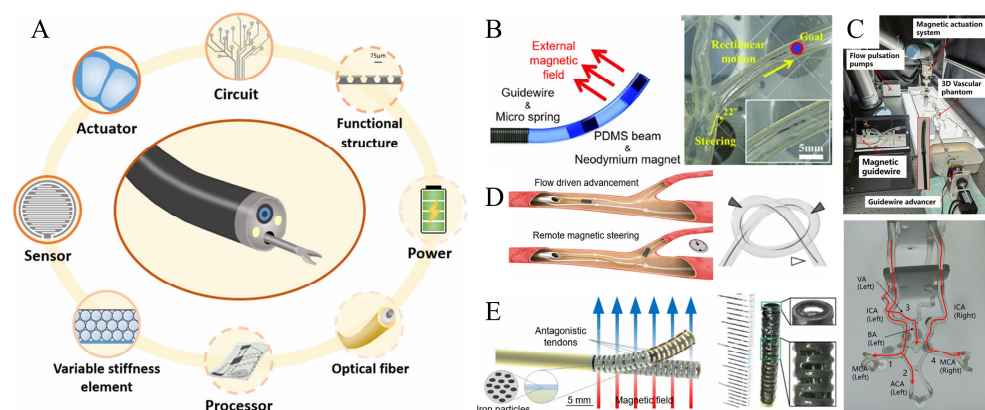 A
Circuit
75μm
Functional
structure
Power
Optical fiber
Processor
Variable stiffness
element
Sensor
Actuator
B
External
magnetic
field
Guidewire
&
Micro spring
PDMS beam
&
Neodymium magnet
Rectilinear
motion
Goal
22°
Steering
5mm
C
Magnetic actuation
system
Flow pulsation
pumps
3D Vascular
phantom
Magnetic
guidewire
Guidewire advancer
VA
(Left)
ICA
(Left)
3
BA
(Left)
ICA
(Right)
MCA
(Left)
1
2
4
MCA
(Right)
ACA
(Left)
D
Flow driven advancement
Remote magnetic steering
E
Antagonistic
tendons
Iron particles
5 mm
Magnetic field